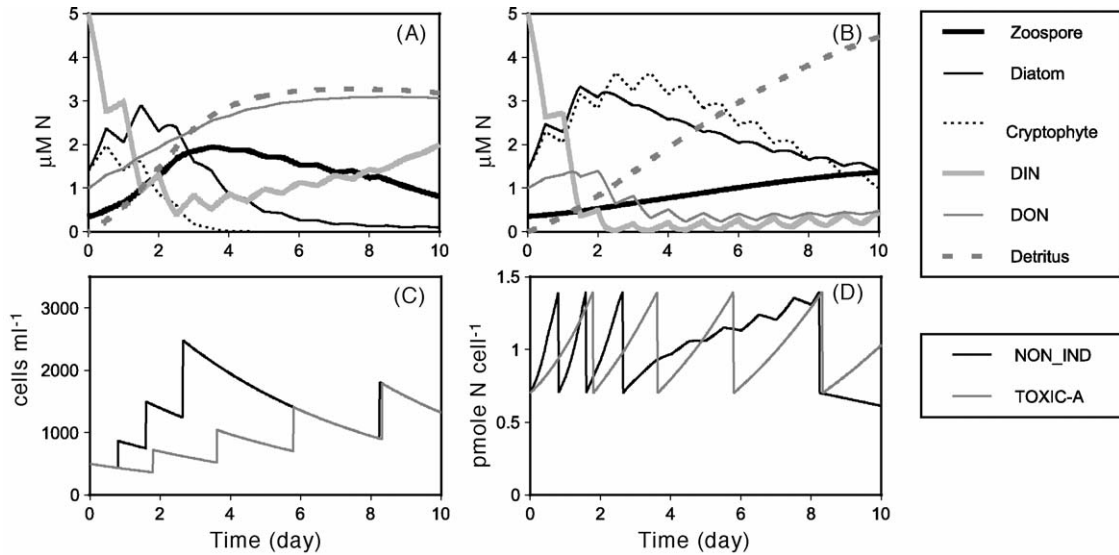 5
4
3
2
1
0
μM N
(A)
0 2 4 6 8 10
5
4
3
2
1
0
μM N
(B)
0 2 4 6 8 10
Zoospore
Diatom
Cryptophyte
DIN
DON
Detritus
3000
2000
1000
0
cells ml-1
(C)
0 2 4 6 8 10
Time (day)
1.5
1
0.5
0
pmole N cell-1
(D)
0 2 4 6 8 10
Time (day)
NON_IND
TOXIC-A